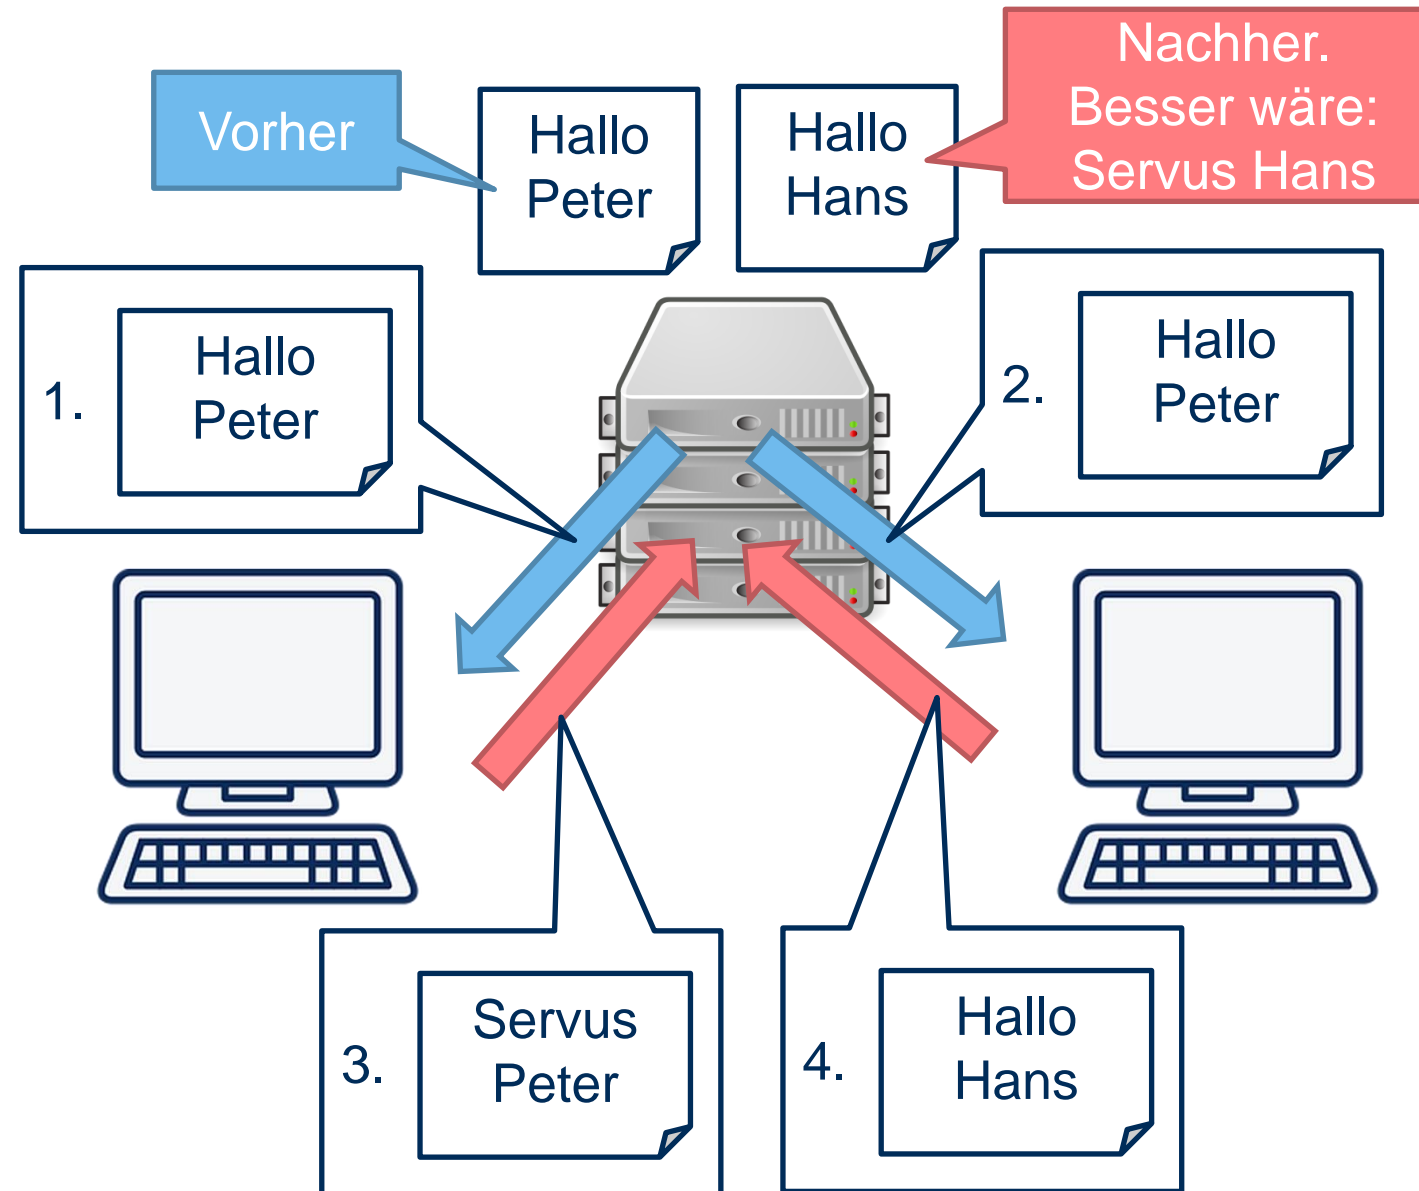 Vorher
Hallo
Peter
Hallo
Hans
Nachher.
Besser wäre:
Servus Hans
1.
Hallo
Peter
2.
Hallo
Peter
3.
Servus
Peter
4.
Hallo
Hans